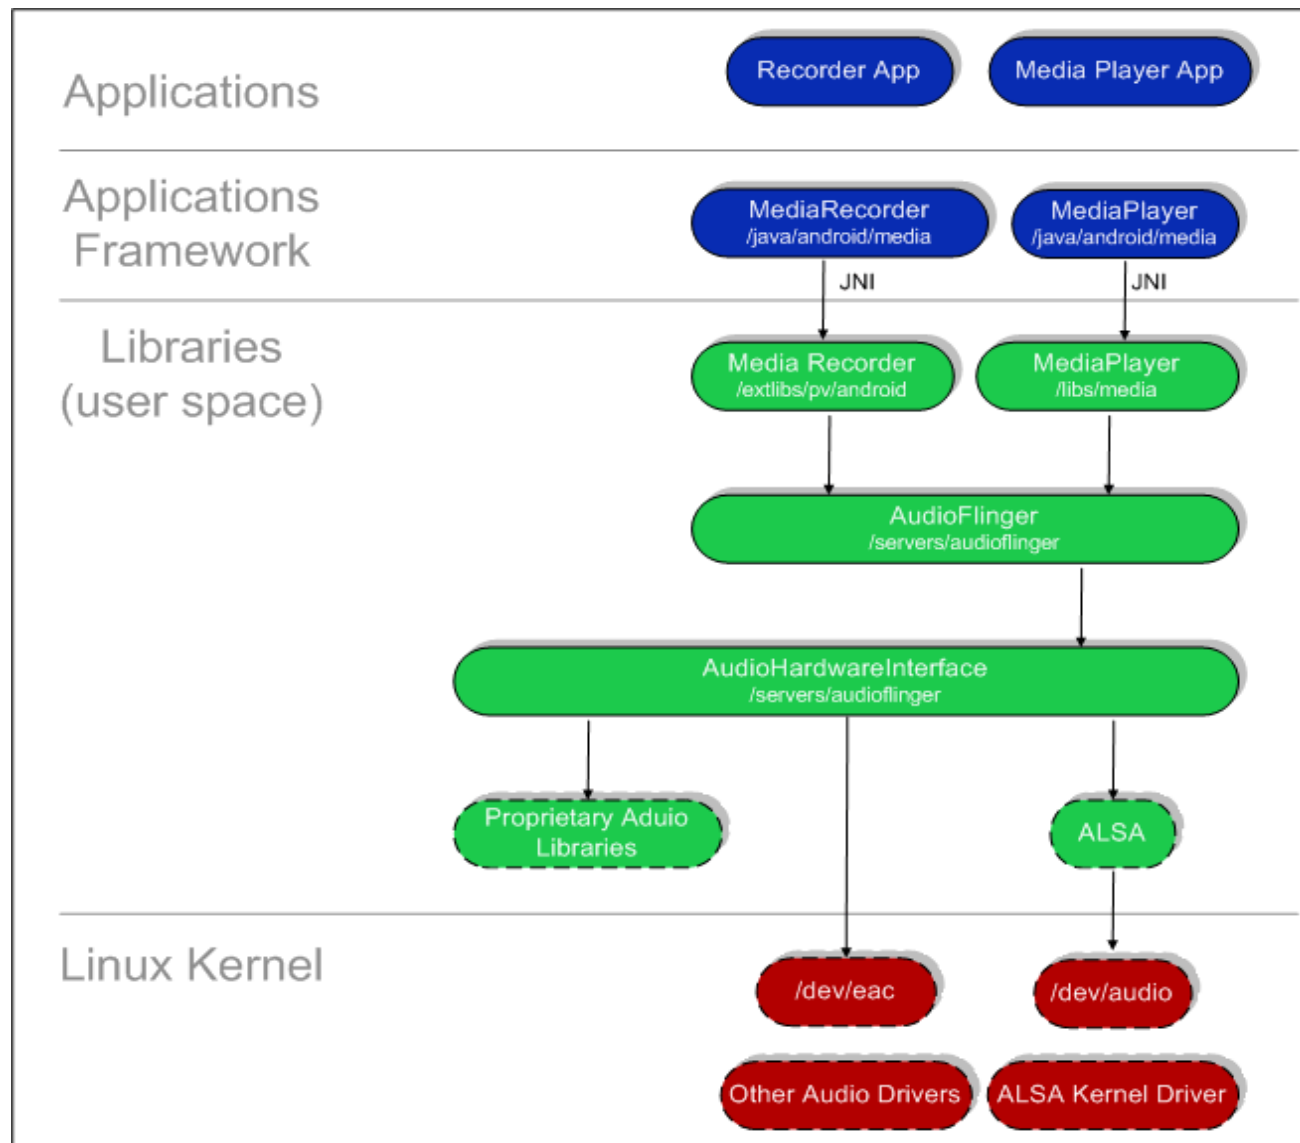 Applications
Recorder App
Media Player App
Applications
Framework
MediaRecorder
/java/android/media
MediaPlayer
/java/android/media
JNI
JNI
Libraries
(user space)
Media Recorder
/extlibs/pv/android
MediaPlayer
/libs/media
AudioFlinger
/servers/audioflinger
AudioHardwareInterface
/servers/audioflinger
Proprietary Aduio
Libraries
ALSA
Linux Kernel
/dev/eac
/dev/audio
Other Audio Drivers
ALSA Kernel Driver